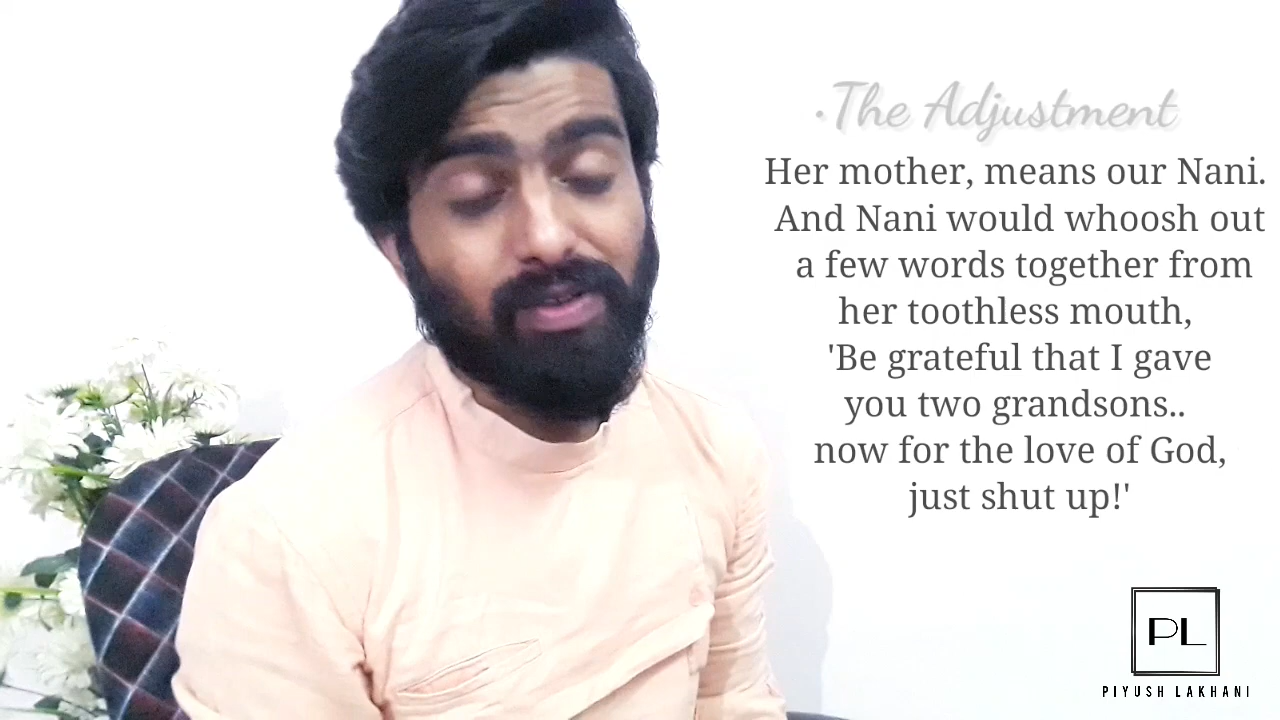 ·The Adjustment
Her mother, means our Nani.
And Nani would whoosh out
a few words together from
her toothless mouth,
'Be grateful that I gave
you two grandsons..
now for the love of God,
just shut up!'
PL
PIYUSH LAKHANI